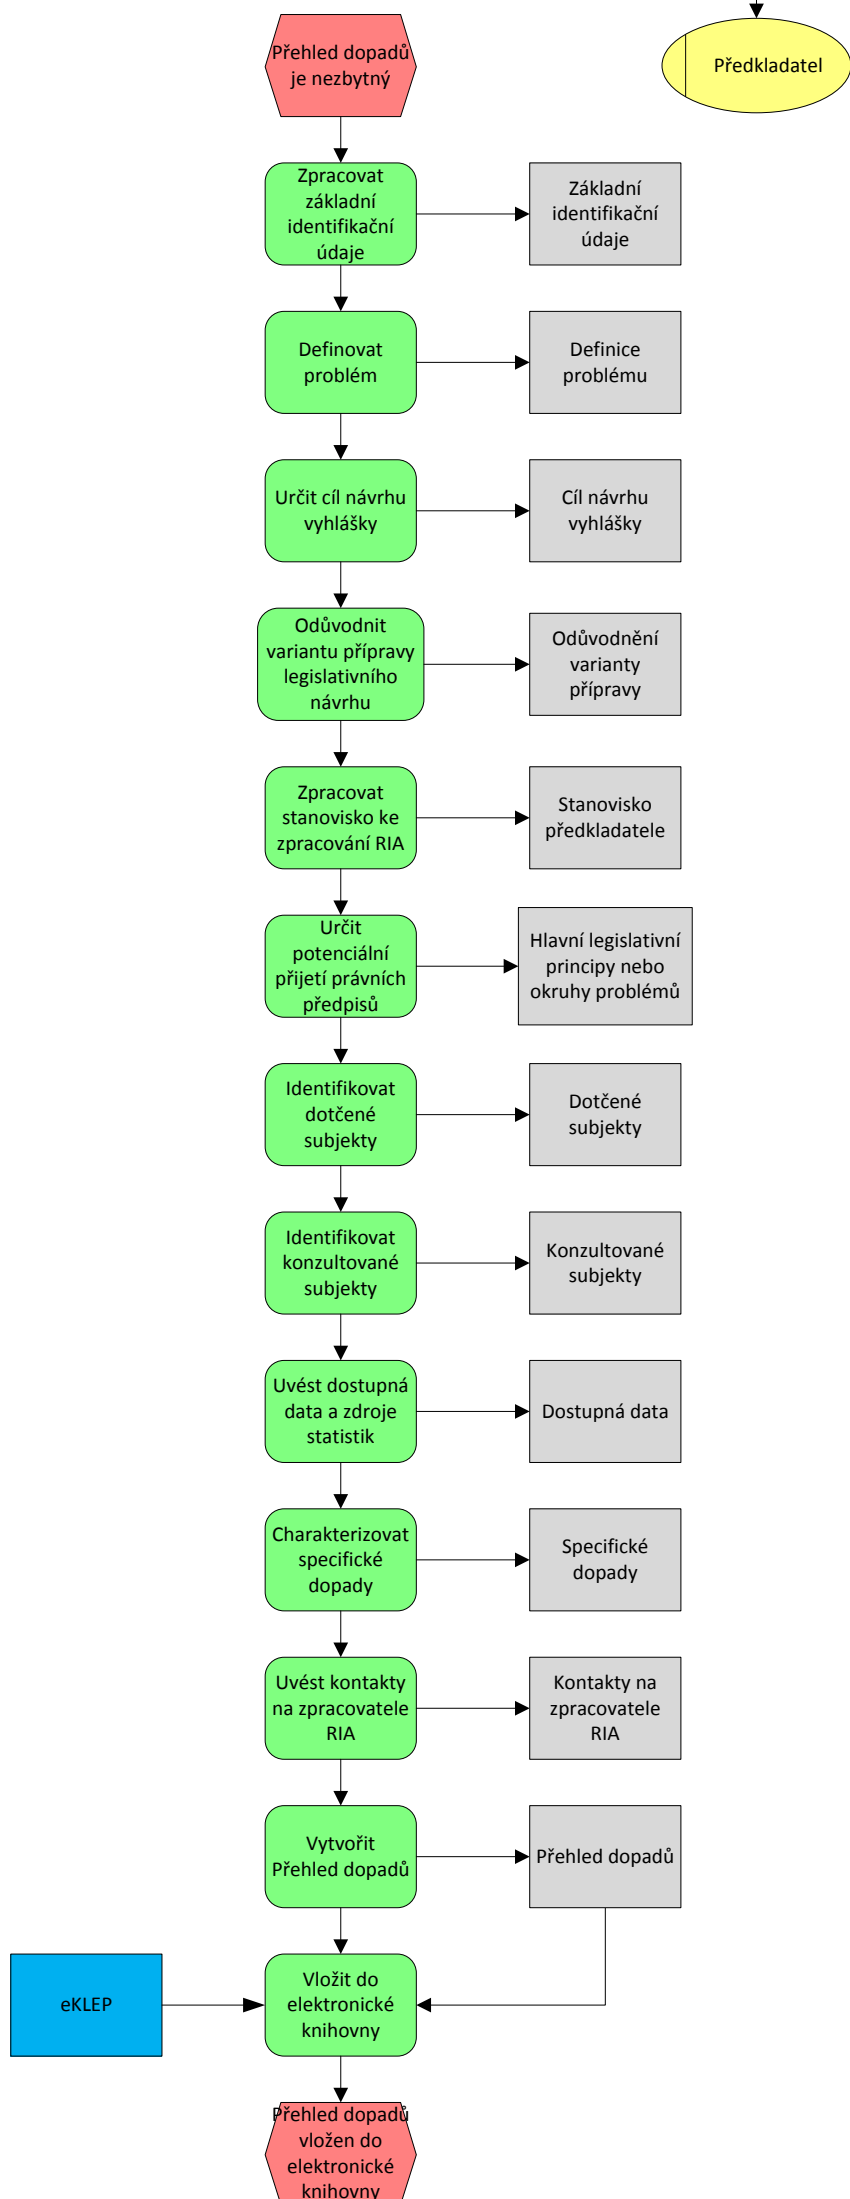 Přehled dopadů
je nezbytný
Předkladatel
Zpracovat
základní
identifikační
údaje
Základní
identifikační
údaje
Definovat
problém
Definice
problému
Určit cíl návrhu
vyhlášky
Cíl návrhu
vyhlášky
Odůvodnit
variantu přípravy
legislativního
návrhu
Odůvodnění
varianty
přípravy
Zpracovat
stanovisko ke
zpracování RIA
Stanovisko
předkladatele
Určit
potenciální
přijetí právních
předpisů
Hlavní legislativní
principy nebo
okruhy problémů
Identifikovat
dotčené
subjekty
Dotčené
subjekty
Identifikovat
konzultované
subjekty
Konzultované
subjekty
Uvést dostupná
data a zdroje
statistik
Dostupná data
Charakterizovat
specifické
dopady
Specifické
dopady
Uvést kontakty
na zpracovatele
RIA
Kontakty na
zpracovatele
RIA
Vytvořit
Přehled dopadů
Přehled dopadů
eKLEP
Vložit do
elektronické
knihovny
Přehled dopadů
vložen do
elektronické
knihovny